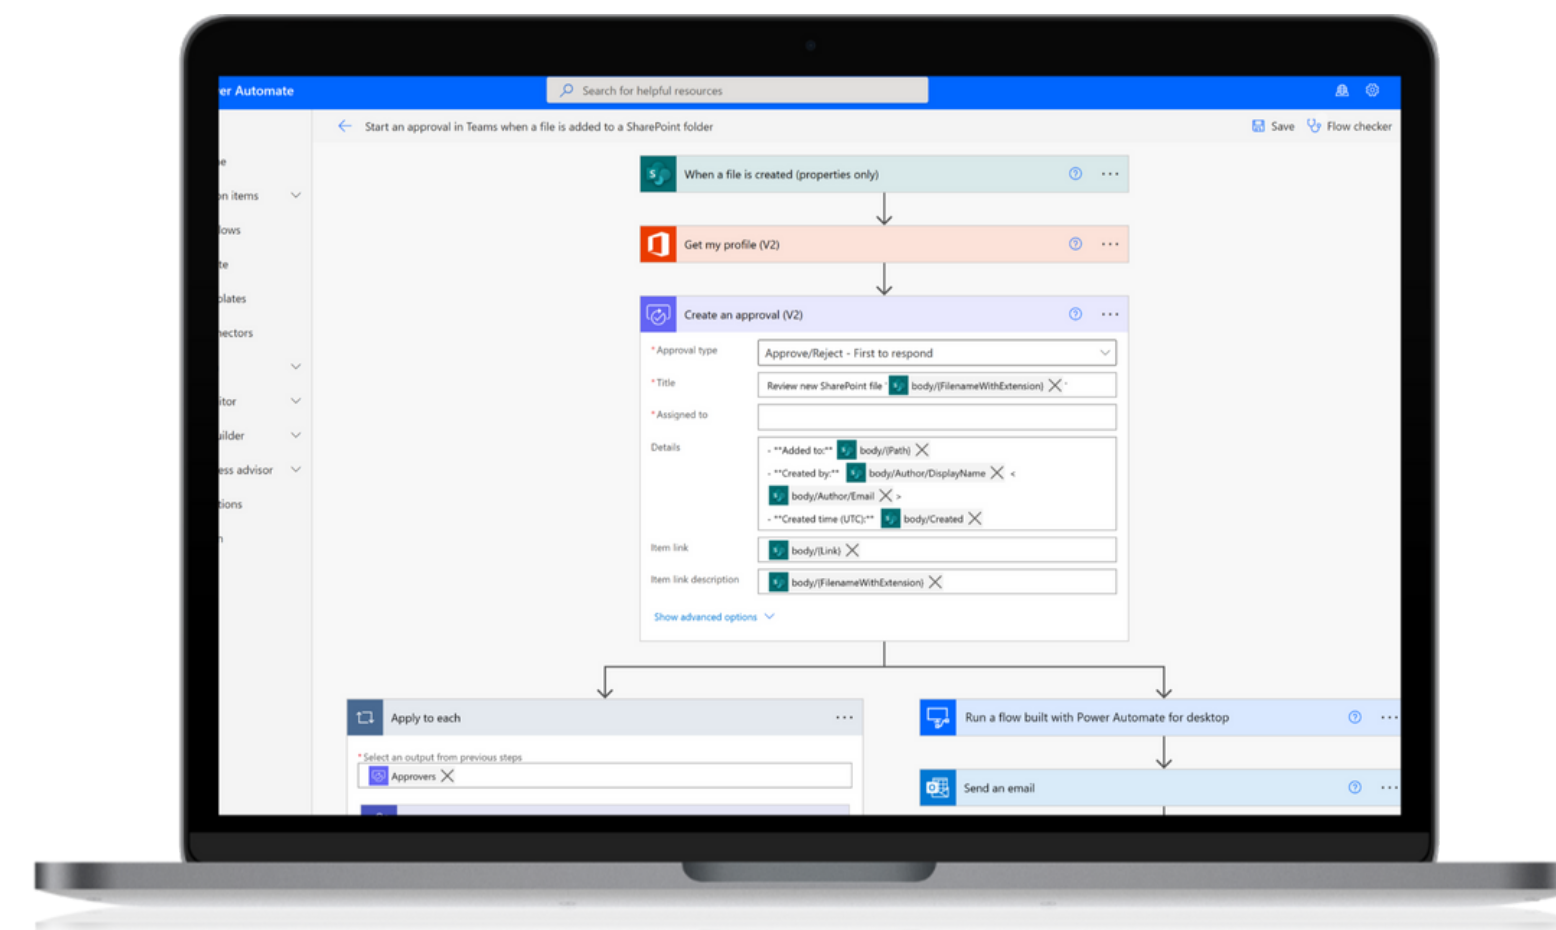 er Automate
Search for helpful resources
Start an approval in Teams when a file is added to a SharePoint folder
Save
Flow checker
e
on items
lows
te
plates
nectors
itor
uilder
ess advisor
tions
n
When a file is created (properties only)
Get my profile (V2)
Create an approval (V2)
* Approval type
Approve/Reject - First to respond
* Title
Review new SharePoint file ' body/{FilenameWithExtension} '
* Assigned to
Details
- **Added to:** body/{Path}
- **Created by:** body/Author/DisplayName <
body/Author/Email >
- **Created time (UTC):** body/Created
Item link
body/{Link}
Item link description
body/{FilenameWithExtension}
Show advanced options
Apply to each
* Select an output from previous steps
Approvers
Run a flow built with Power Automate for desktop
Send an email